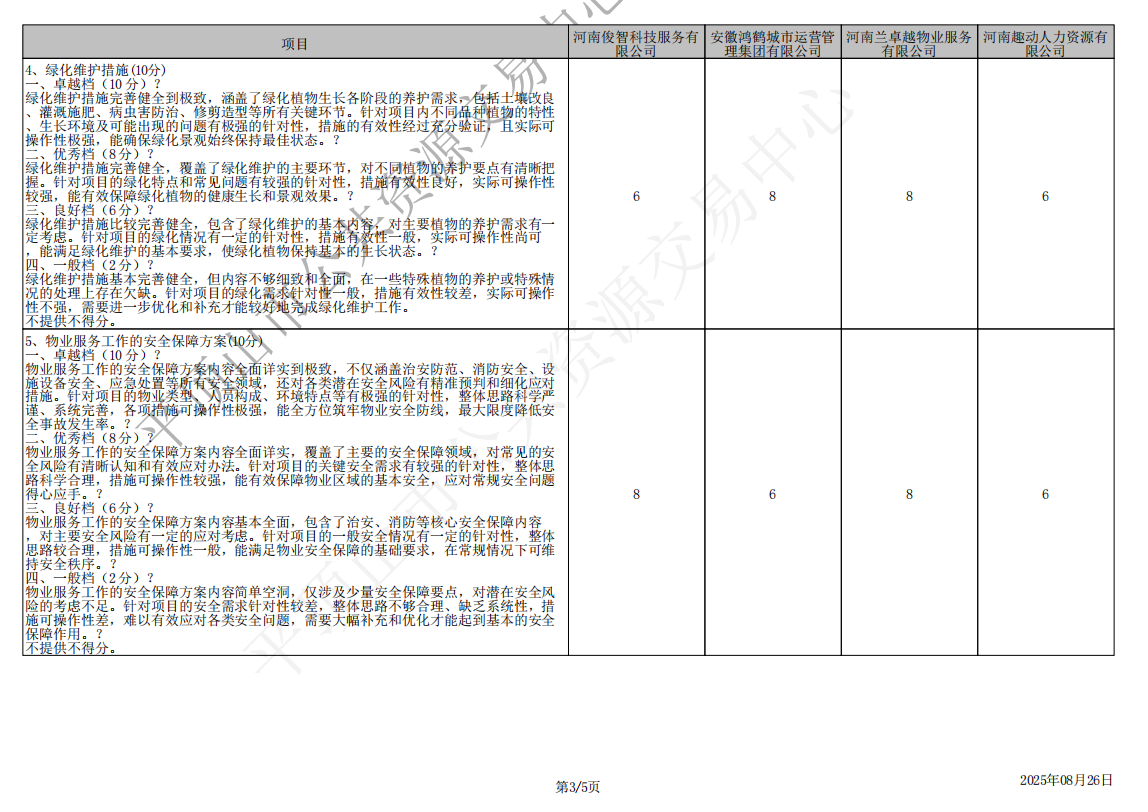 项目
河南俊智科技服务有
限公司
安徽鸿鹤城市运营管
理集团有限公司
河南兰卓越物业服务
有限公司
河南趣动人力资源有
限公司
4、绿化维护措施(10分)
一、卓越档（10 分）？
绿化维护措施完善健全到极致，涵盖了绿化植物生长各阶段的养护需求，包括土壤改良
、灌溉施肥、病虫害防治、修剪造型等所有关键环节。针对项目内不同品种植物的特性
、生长环境及可能出现的问题有极强的针对性，措施的有效性经过充分验证，且实际可
操作性极强，能确保绿化景观始终保持最佳状态。？
二、优秀档（8 分）？
绿化维护措施完善健全，覆盖了绿化维护的主要环节，对不同植物的养护要点有清晰把
握。针对项目的绿化特点和常见问题有较强的针对性，措施有效性良好，实际可操作性
较强，能有效保障绿化植物的健康生长和景观效果。？
三、良好档（6 分）？
绿化维护措施比较完善健全，包含了绿化维护的基本内容，对主要植物的养护需求有一
定考虑。针对项目的绿化情况有一定的针对性，措施有效性一般，实际可操作性尚可
，能满足绿化维护的基本要求，使绿化植物保持基本的生长状态。？
四、一般档（2 分）？
绿化维护措施基本完善健全，但内容不够细致和全面，在一些特殊植物的养护或特殊情
况的处理上存在欠缺。针对项目的绿化需求针对性一般，措施有效性较差，实际可操作
性不强，需要进一步优化和补充才能较好地完成绿化维护工作。
不提供不得分。
6
8
8
6
5、物业服务工作的安全保障方案(10分)
一、卓越档（10 分）？
物业服务工作的安全保障方案内容全面详实到极致，不仅涵盖治安防范、消防安全、设
施设备安全、应急处置等所有安全领域，还对各类潜在安全风险有精准预判和细化应对
措施。针对项目的物业类型、人员构成、环境特点等有极强的针对性，整体思路科学严
谨、系统完善，各项措施可操作性极强，能全方位筑牢物业安全防线，最大限度降低安
全事故发生率。？
二、优秀档（8 分）？
物业服务工作的安全保障方案内容全面详实，覆盖了主要的安全保障领域，对常见的安
全风险有清晰认知和有效应对办法。针对项目的关键安全需求有较强的针对性，整体思
路科学合理，措施可操作性较强，能有效保障物业区域的基本安全，应对常规安全问题
得心应手。？
三、良好档（6 分）？
物业服务工作的安全保障方案内容基本全面，包含了治安、消防等核心安全保障内容
，对主要安全风险有一定的应对考虑。针对项目的一般安全情况有一定的针对性，整体
思路较合理，措施可操作性一般，能满足物业安全保障的基础要求，在常规情况下可维
持安全秩序。？
四、一般档（2 分）？
物业服务工作的安全保障方案内容简单空洞，仅涉及少量安全保障要点，对潜在安全风
险的考虑不足。针对项目的安全需求针对性较差，整体思路不够合理、缺乏系统性，措
施可操作性差，难以有效应对各类安全问题，需要大幅补充和优化才能起到基本的安全
保障作用。？
不提供不得分。
8
6
8
6
平顶山市公共资源交易中心
平顶山市公共资源交易中心
第3/5页
2025年08月26日